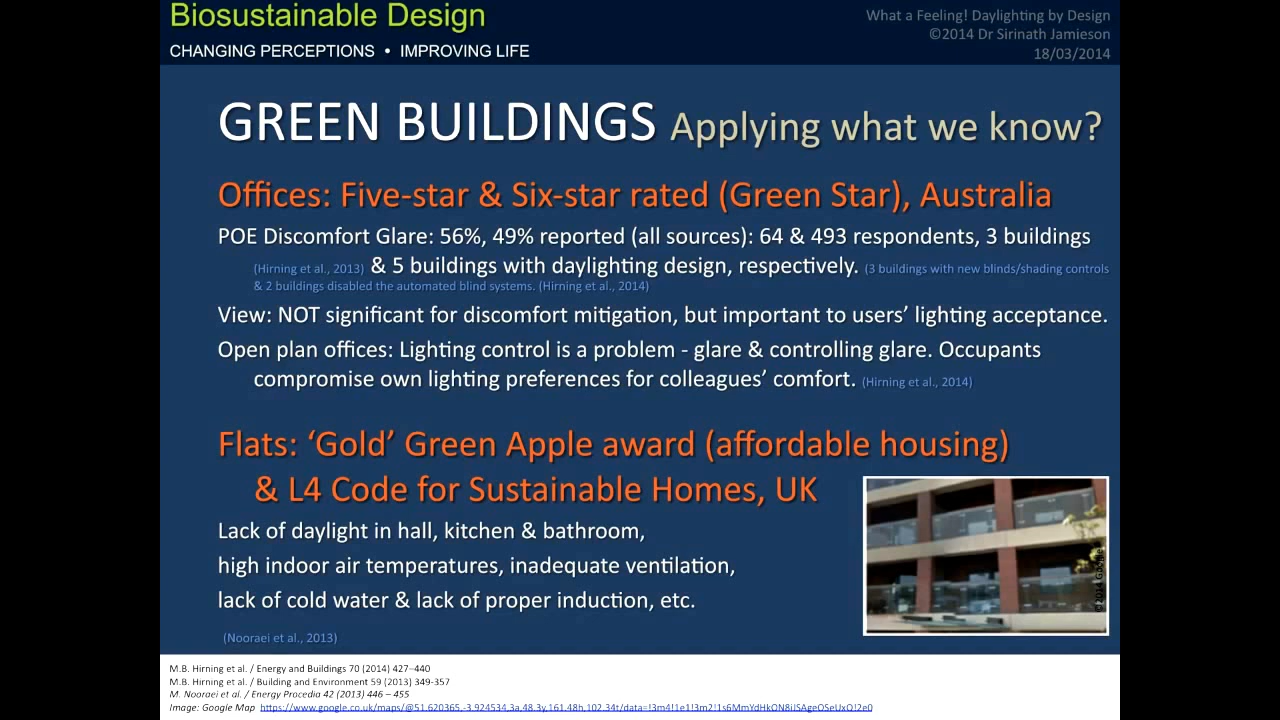 Biosustainable Design
CHANGING PERCEPTIONS • IMPROVING LIFE
What a Feeling! Daylighting by Design
©2014 Dr Sirinath Jamieson
18/03/2014
GREEN BUILDINGS Applying what we know?
Offices: Five-star & Six-star rated (Green Star), Australia
POE Discomfort Glare: 56%, 49% reported (all sources): 64 & 493 respondents, 3 buildings
(Hirning et al., 2013) & 5 buildings with daylighting design, respectively. (3 buildings with new blinds/shading controls
& 2 buildings disabled the automated blind systems. (Hirning et al., 2014)
View: NOT significant for discomfort mitigation, but important to users’ lighting acceptance.
Open plan offices: Lighting control is a problem - glare & controlling glare. Occupants
compromise own lighting preferences for colleagues’ comfort. (Hirning et al., 2014)
Flats: ‘Gold’ Green Apple award (affordable housing)
& L4 Code for Sustainable Homes, UK
Lack of daylight in hall, kitchen & bathroom,
high indoor air temperatures, inadequate ventilation,
lack of cold water & lack of proper induction, etc.
(Nooraei et al., 2013)
©2014 Google
M.B. Hirning et al. / Energy and Buildings 70 (2014) 427–440
M.B. Hirning et al. / Building and Environment 59 (2013) 349-357
M. Nooraei et al. / Energy Procedia 42 (2013) 446 – 455
Image: Google Map